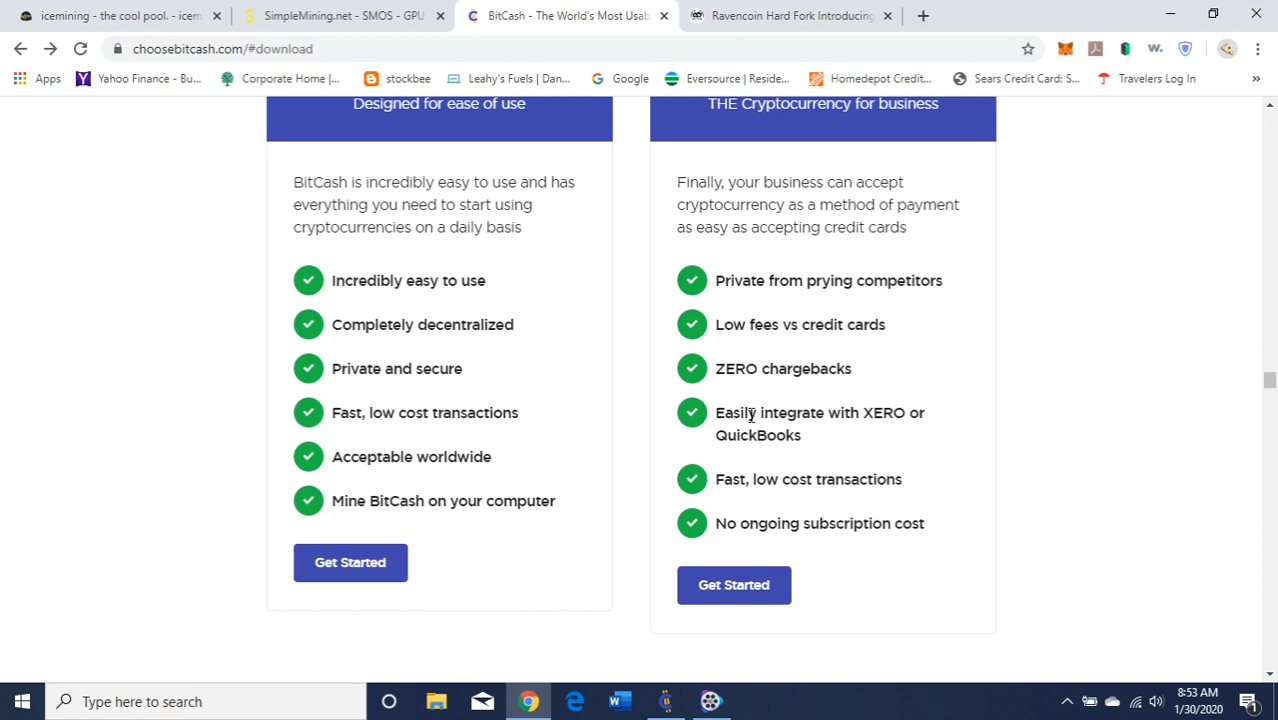 icemining - the cool pool. - icem
SimpleMining.net - SMOS - GPU
BitCash - The World's Most Usab
Ravencoin Hard Fork Introducing
choosebitcash.com/#download
Apps
Yahoo Finance - Bu...
Corporate Home |...
stockbee
Leahy's Fuels | Dan...
Google
Eversource | Reside...
Homedepot Credit...
Sears Credit Card: S...
Travelers Log In
Designed for ease of use
BitCash is incredibly easy to use and has
everything you need to start using
cryptocurrencies on a daily basis
Incredibly easy to use
Completely decentralized
Private and secure
Fast, low cost transactions
Acceptable worldwide
Mine BitCash on your computer
Get Started
THE Cryptocurrency for business
Finally, your business can accept
cryptocurrency as a method of payment
as easy as accepting credit cards
Private from prying competitors
Low fees vs credit cards
ZERO chargebacks
Easily integrate with XERO or
QuickBooks
Fast, low cost transactions
No ongoing subscription cost
Get Started
Type here to search
8:53 AM
1/30/2020